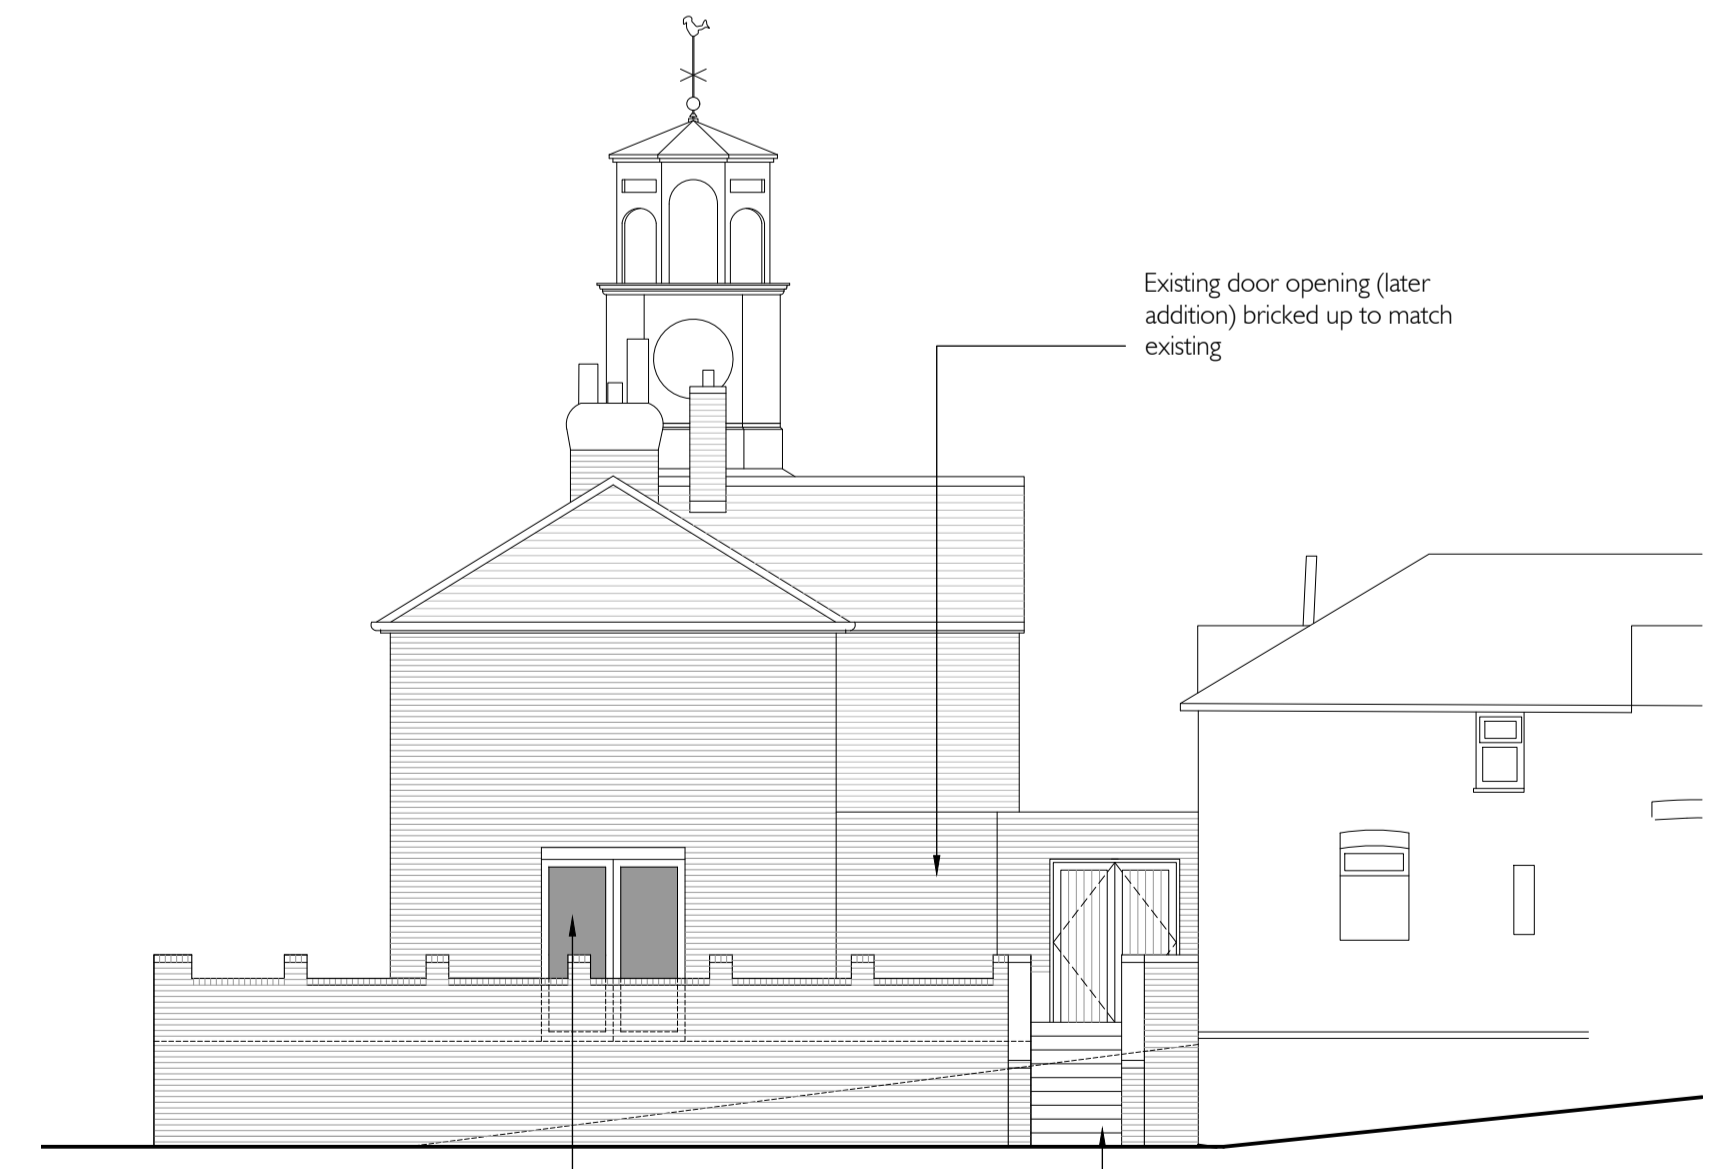 Existing door opening (later
addition) bricked up to match
existing